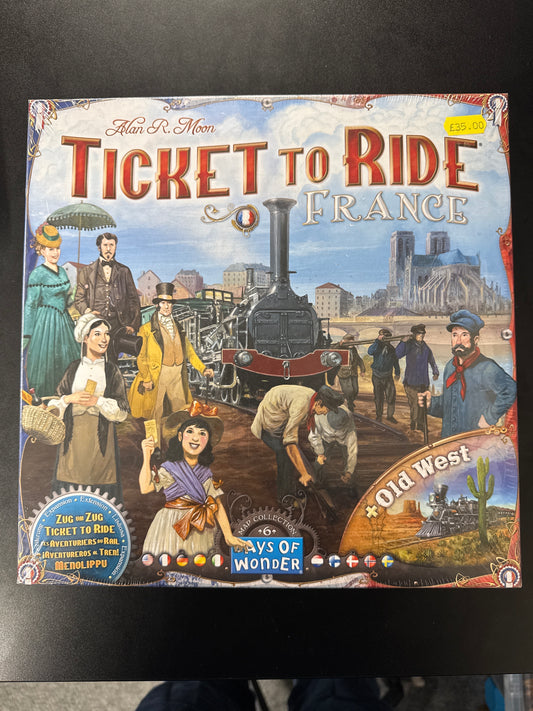 Alan R. Moon
£35.00
TICKET TO RIDE
FRANCE
+Old West
Expansion
ZUG UM ZUG
TICKET TO RIDE
LES AVENTURIERS DU RAIL
¡AVENTUREROS AL TREN!
MENOLIPPU
MAP COLLECTION
6
DAYS OF
WONDER